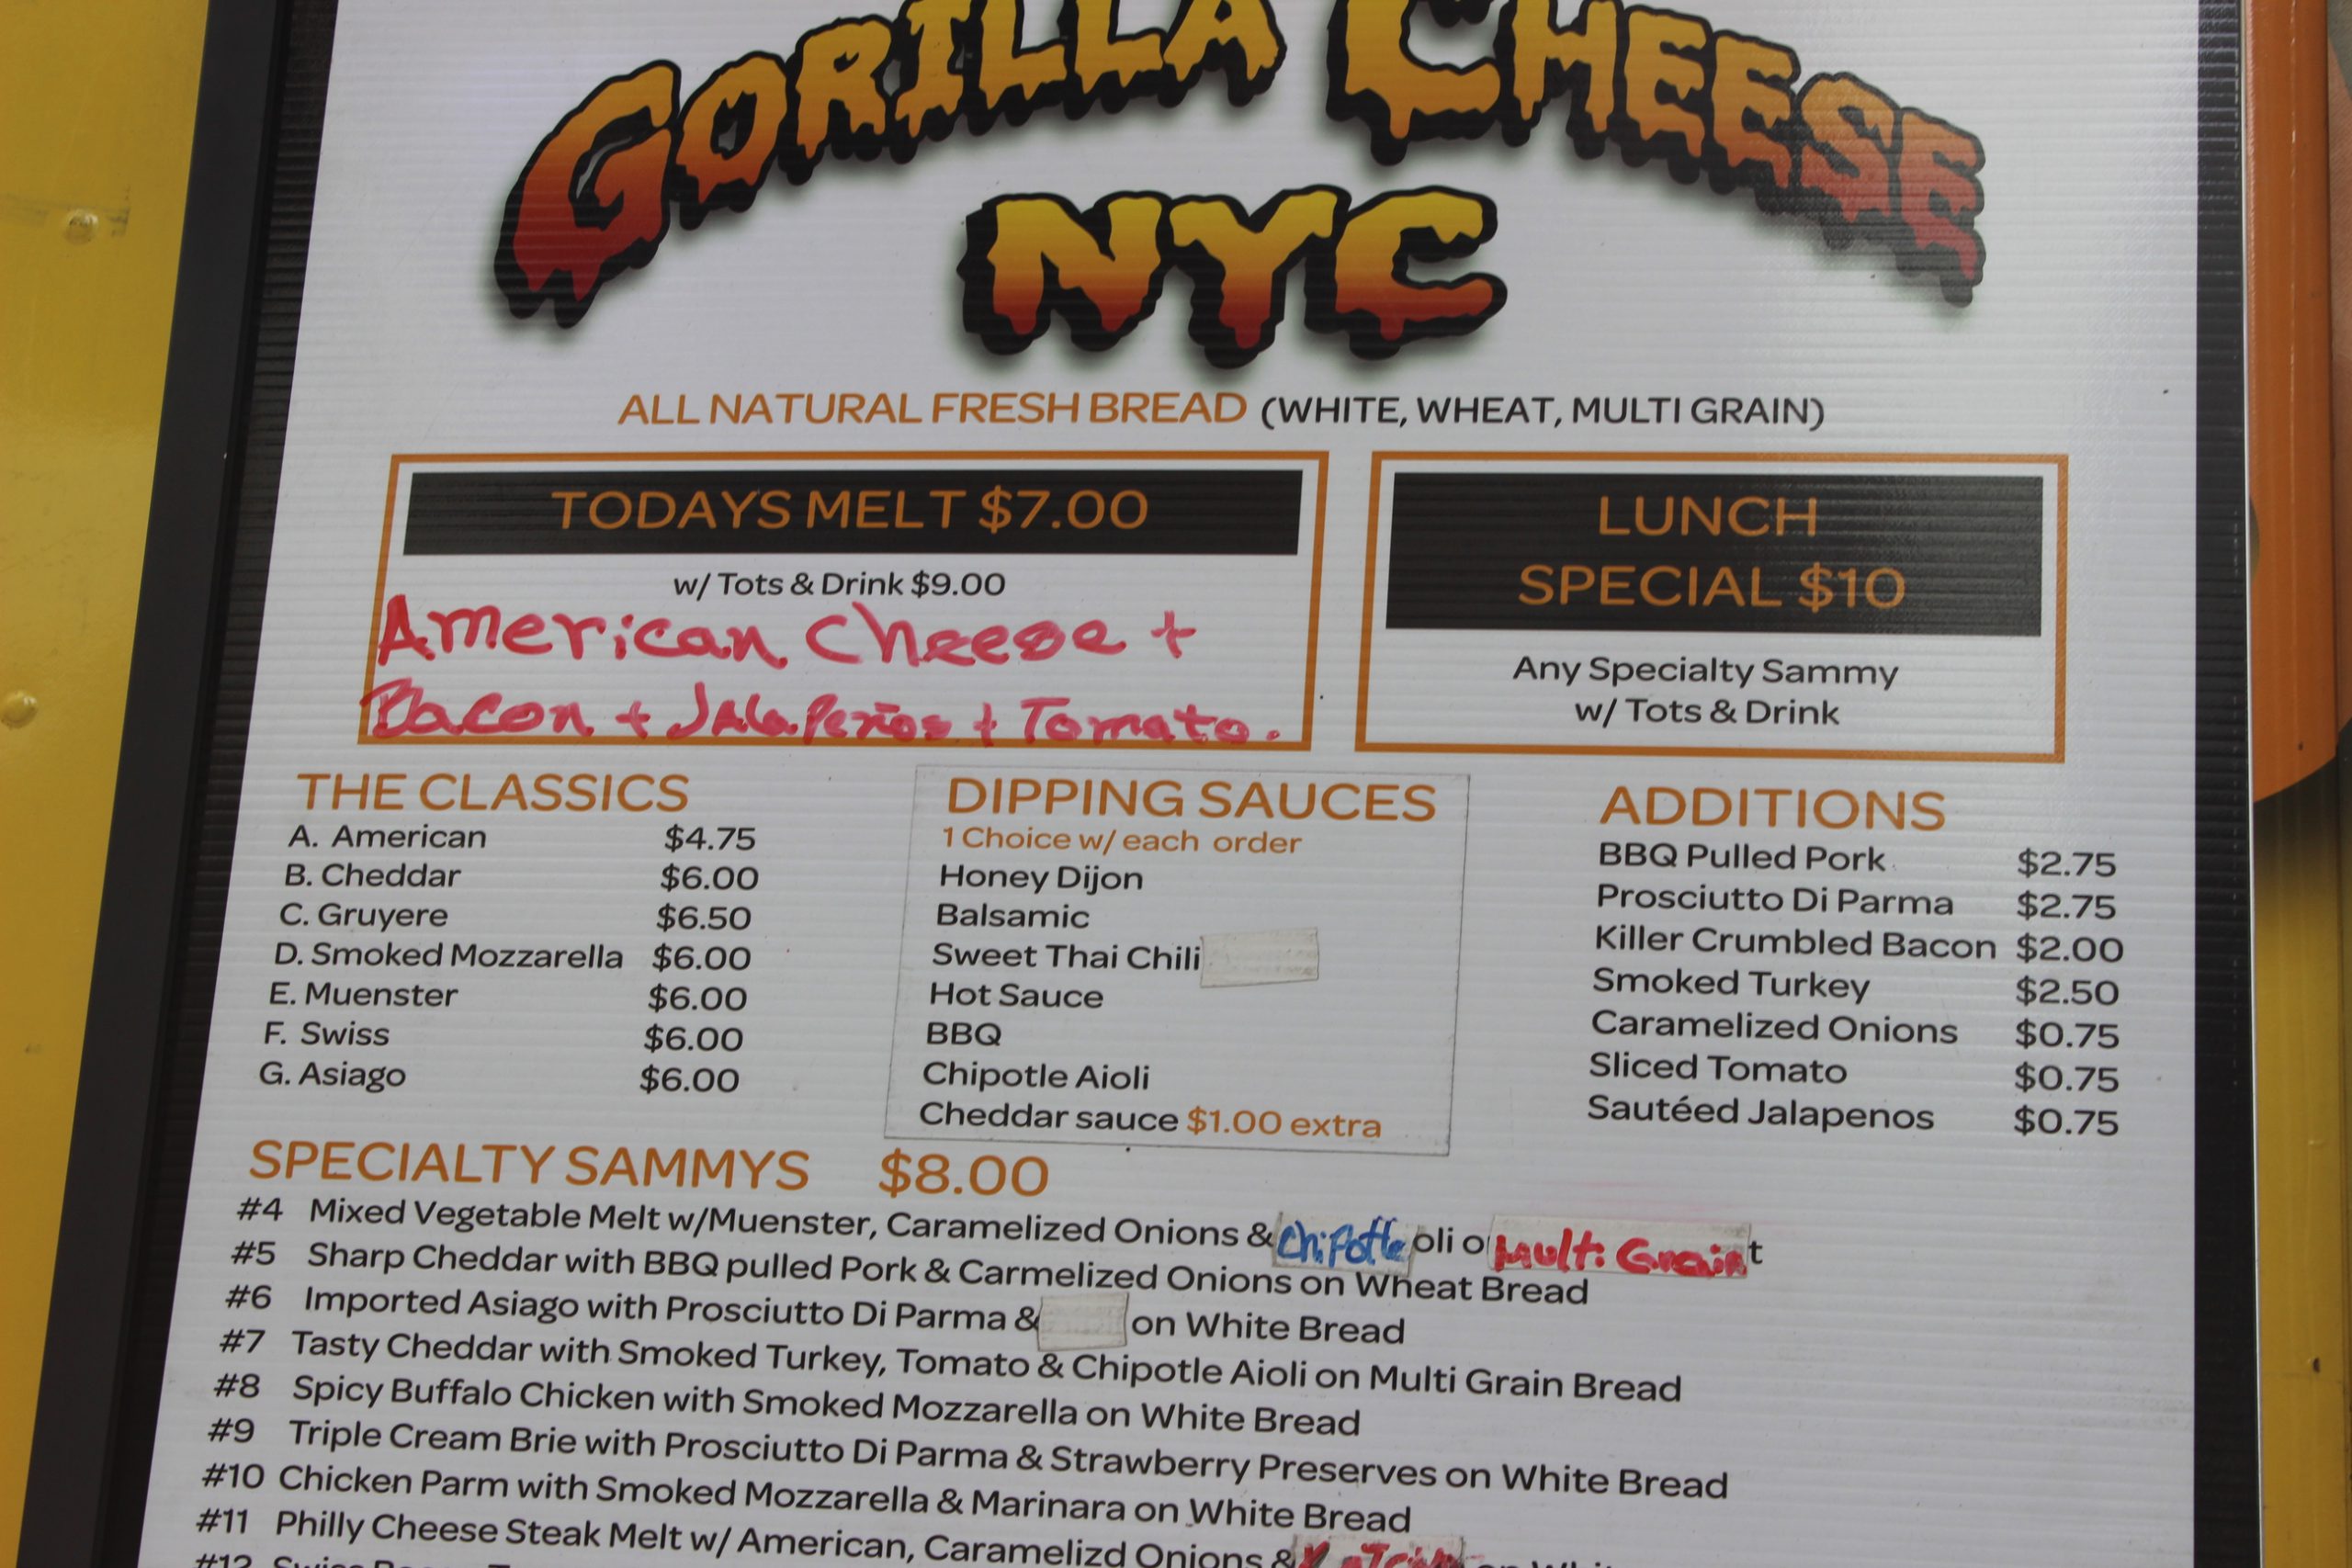 GORILLA CHEESE
NYC
ALL NATURAL FRESH BREAD (WHITE, WHEAT, MULTI GRAIN)
TODAYS MELT $7.00
w/ Tots & Drink $9.00
American Cheese +
Bacon + JALaPeños + Tomato.
LUNCH
SPECIAL $10
Any Specialty Sammy
w/ Tots & Drink
THE CLASSICS
A. American $4.75
B. Cheddar $6.00
C. Gruyere $6.50
D. Smoked Mozzarella $6.00
E. Muenster $6.00
F. Swiss $6.00
G. Asiago $6.00
DIPPING SAUCES
1 Choice w/ each order
Honey Dijon
Balsamic
Sweet Thai Chili
Hot Sauce
BBQ
Chipotle Aioli
Cheddar sauce $1.00 extra
ADDITIONS
BBQ Pulled Pork $2.75
Prosciutto Di Parma $2.75
Killer Crumbled Bacon $2.00
Smoked Turkey $2.50
Caramelized Onions $0.75
Sliced Tomato $0.75
Sautéed Jalapenos $0.75
SPECIALTY SAMMYS $8.00
#4 Mixed Vegetable Melt w/Muenster, Caramelized Onions & Chipotle oli o Multi Grain t
#5 Sharp Cheddar with BBQ pulled Pork & Carmelized Onions on Wheat Bread
#6 Imported Asiago with Prosciutto Di Parma & on White Bread
#7 Tasty Cheddar with Smoked Turkey, Tomato & Chipotle Aioli on Multi Grain Bread
#8 Spicy Buffalo Chicken with Smoked Mozzarella on White Bread
#9 Triple Cream Brie with Prosciutto Di Parma & Strawberry Preserves on White Bread
#10 Chicken Parm with Smoked Mozzarella & Marinara on White Bread
#11 Philly Cheese Steak Melt w/ American, Caramelizd Onions &
#12